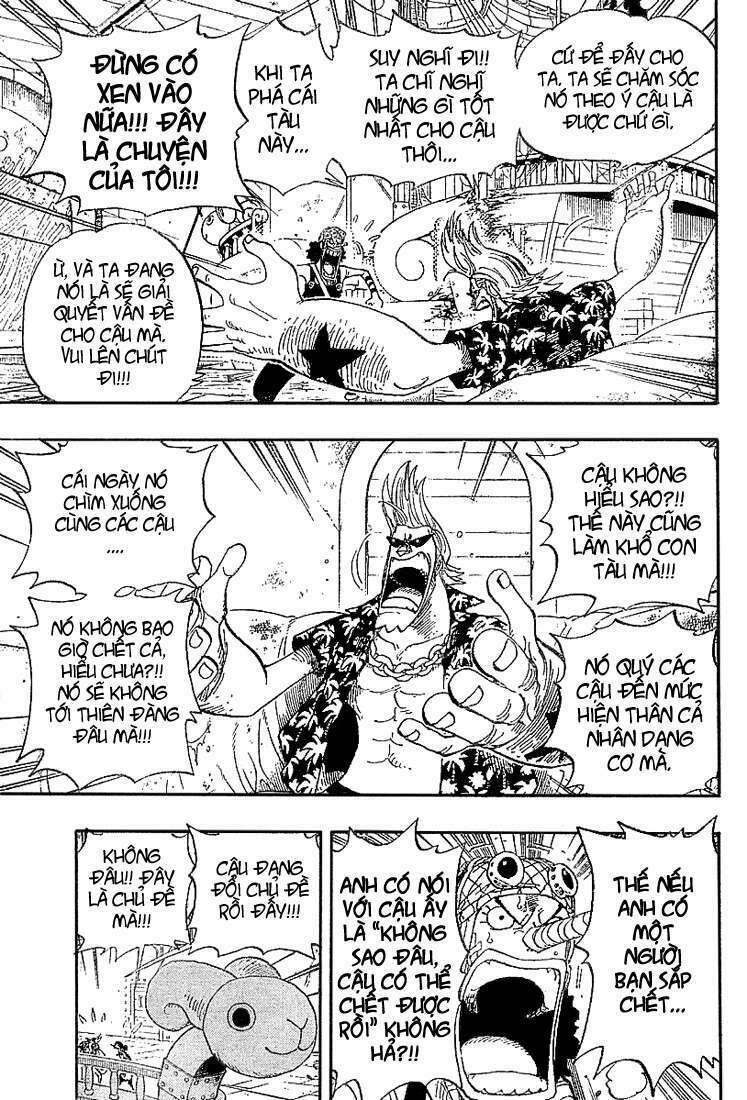 CỨ ĐỂ ĐẤY CHO
TA. TA SẼ CHĂM SÓC
NÓ THEO Ý CẬU LÀ
ĐƯỢC CHỨ GÌ.
SUY NGHĨ ĐI!!
TA CHỈ NGHĨ
NHỮNG GÌ TỐT
NHẤT CHO CẬU
THÔI...
KHI TA
PHÁ CÁI
TÀU
NÀY...
ĐỪNG CÓ
XEN VÀO
NỮA!!! ĐÂY
LÀ CHUYỆN
CỦA TÔI!!!
Ừ, VÀ TA ĐANG
NÓI LÀ SẼ GIẢI
QUYẾT VẤN ĐỀ
CHO CẬU MÀ.
VUI LÊN CHÚT
ĐI!!!
CẬU KHÔNG
HIỂU SAO?!!
THẾ NÀY CŨNG
LÀM KHỔ CON
TÀU MÀ!!!
NÓ QUÝ CÁC
CẬU ĐẾN MỨC
HIỆN THÂN CẢ
NHÂN DẠNG
CƠ MÀ.
CÁI NGÀY NÓ
CHÌM XUỐNG
CÙNG CÁC CẬU
....
NÓ KHÔNG BAO
GIỜ CHẾT CẢ,
HIỂU CHƯA?!!
NÓ SẼ KHÔNG
TỚI THIÊN ĐÀNG
ĐÂU MÀ!!!
THẾ NẾU
ANH CÓ
MỘT
NGƯỜI
BẠN SẮP
CHẾT...
ANH CÓ NÓI
VỚI CẬU ẤY
LÀ "KHÔNG
SAO ĐÂU,
CẬU CÓ THỂ
CHẾT ĐƯỢC
RỒI" KHÔNG
HẢ?!!
CẬU ĐANG
ĐỔI CHỦ ĐỀ
RỒI ĐẤY!!!
KHÔNG
ĐÂU!! ĐÂY
LÀ CHỦ ĐỀ
MÀ!!!